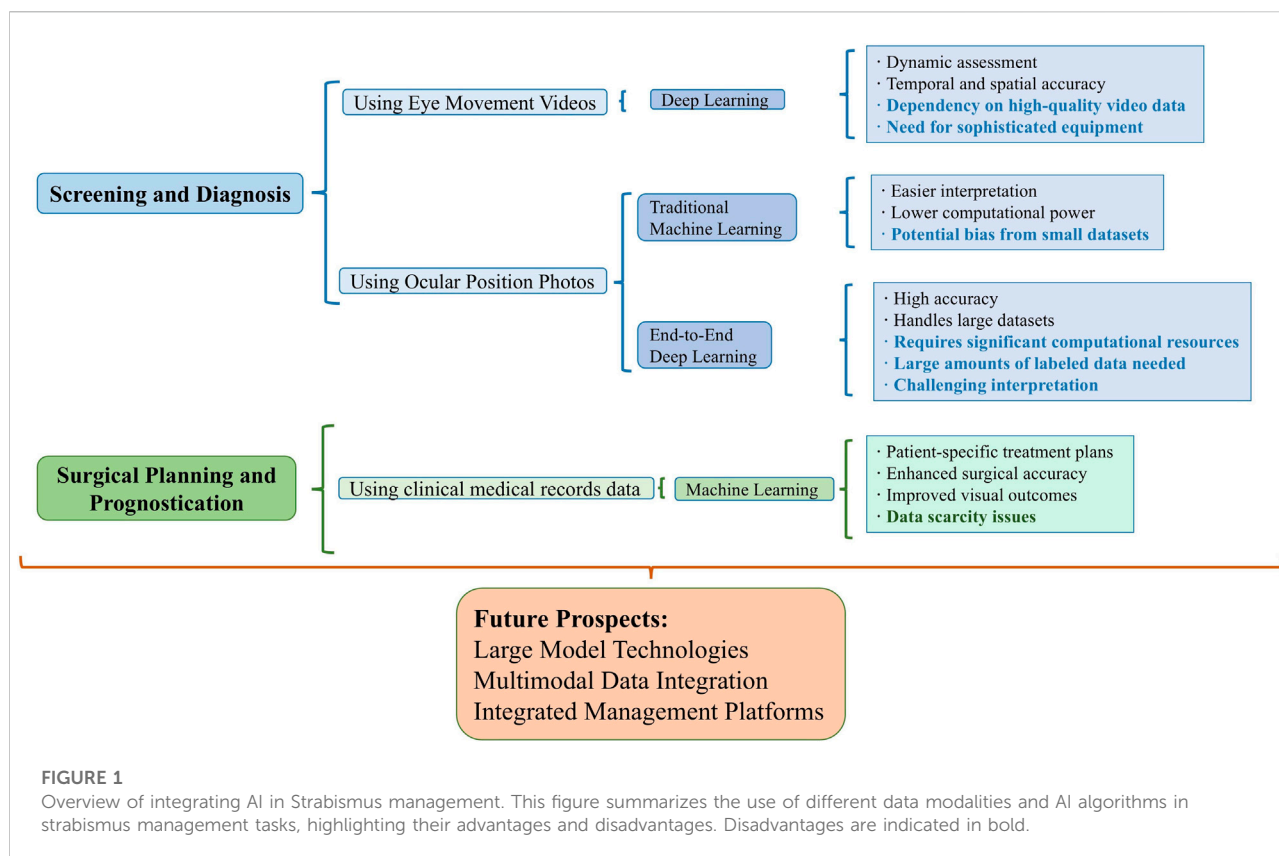 Screening and Diagnosis
Using Eye Movement Videos
Deep Learning
· Dynamic assessment
· Temporal and spatial accuracy
· Dependency on high-quality video data
· Need for sophisticated equipment
Using Ocular Position Photos
Traditional
Machine Learning
· Easier interpretation
· Lower computational power
· Potential bias from small datasets
End-to-End
Deep Learning
· High accuracy
· Handles large datasets
· Requires significant computational resources
· Large amounts of labeled data needed
· Challenging interpretation
Surgical Planning and
Prognostication
Using clinical medical records data
Machine Learning
· Patient-specific treatment plans
· Enhanced surgical accuracy
· Improved visual outcomes
· Data scarcity issues
Future Prospects:
Large Model Technologies
Multimodal Data Integration
Integrated Management Platforms
FIGURE 1
Overview of integrating AI in Strabismus management. This figure summarizes the use of different data modalities and AI algorithms in
strabismus management tasks, highlighting their advantages and disadvantages. Disadvantages are indicated in bold.